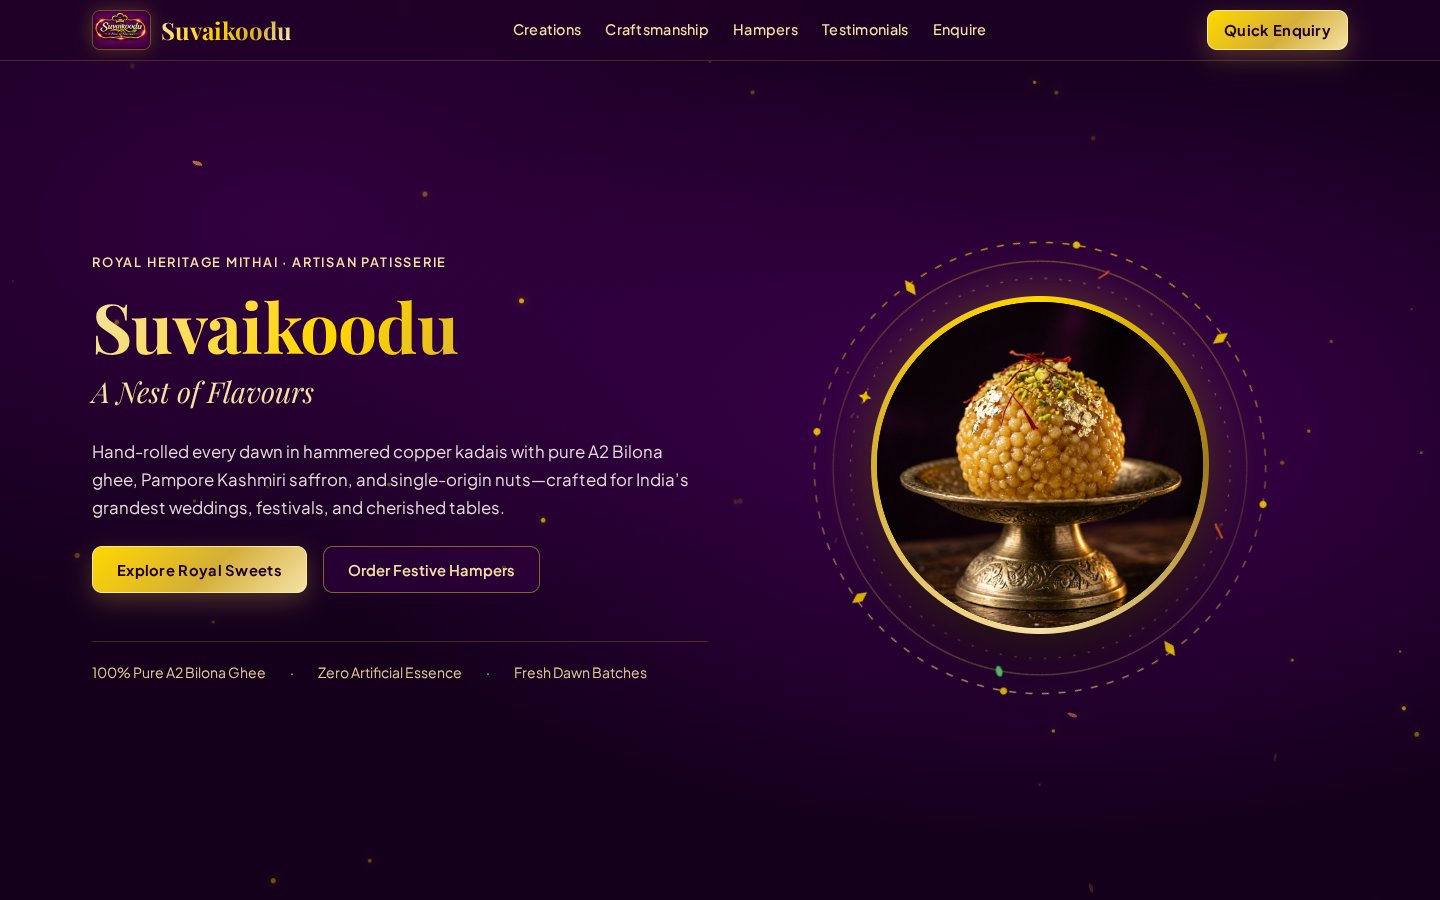 Suvaikoodu
Suvaikoodu
Creations
Craftsmanship
Hampers
Testimonials
Enquire
Quick Enquiry
ROYAL HERITAGE MITHAI · ARTISAN PATISSERIE
Suvaikoodu
A Nest of Flavours
Hand-rolled every dawn in hammered copper kadais with pure A2 Bilona
ghee, Pampore Kashmiri saffron, and single-origin nuts—crafted for India's
grandest weddings, festivals, and cherished tables.
Explore Royal Sweets
Order Festive Hampers
100% Pure A2 Bilona Ghee · Zero Artificial Essence · Fresh Dawn Batches